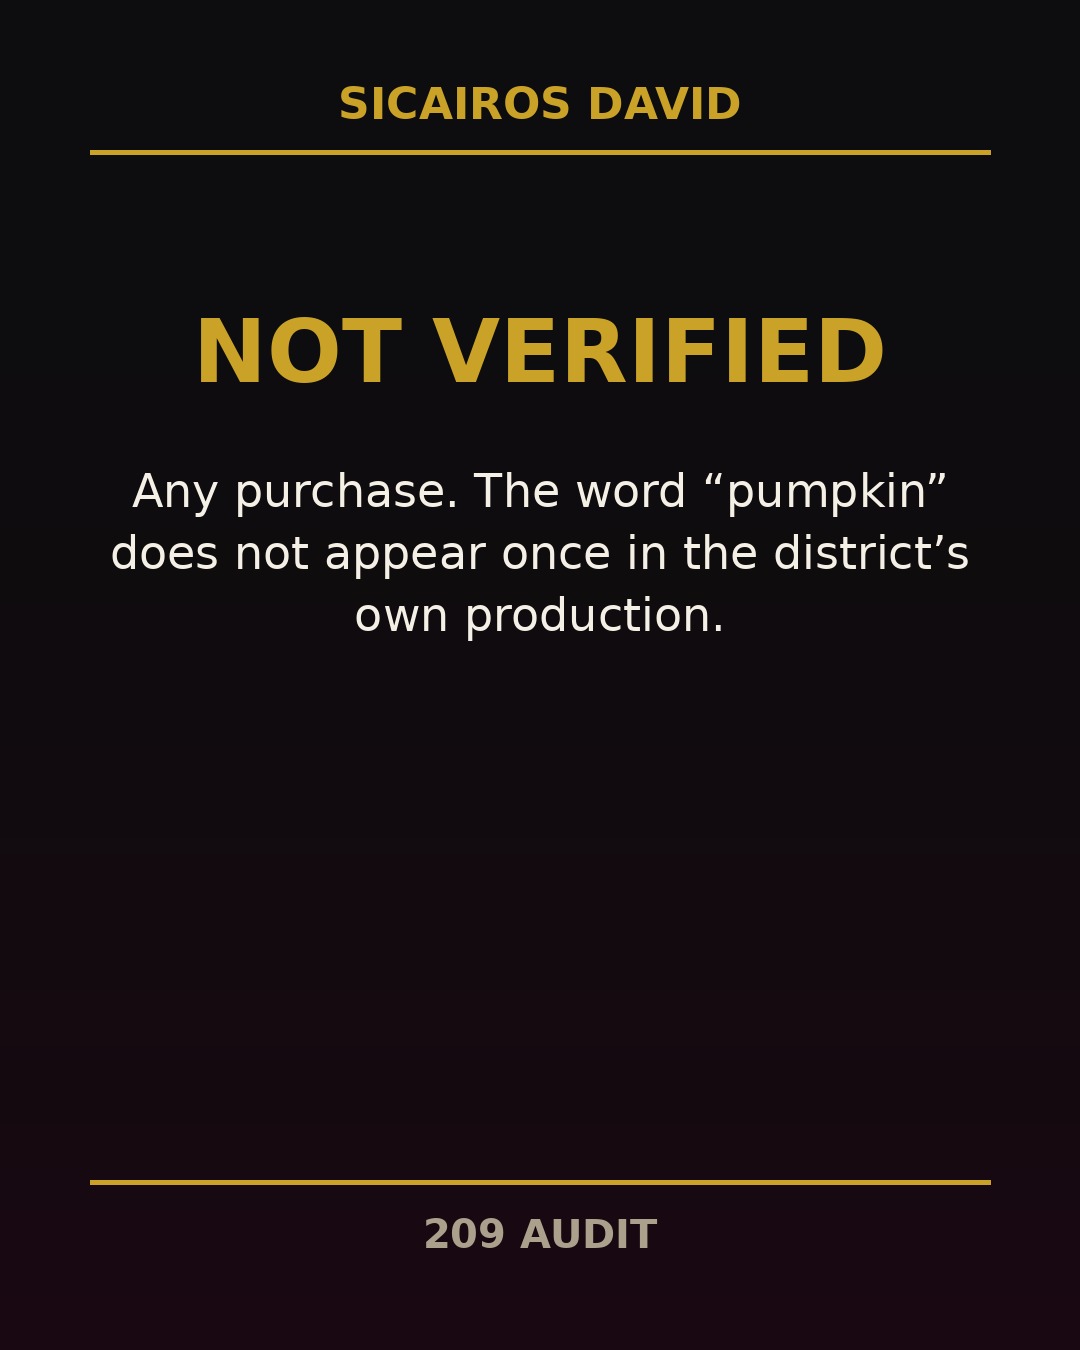 SICAIROS DAVID
NOT VERIFIED
Any purchase. The word “pumpkin”
does not appear once in the district’s
own production.
209 AUDIT